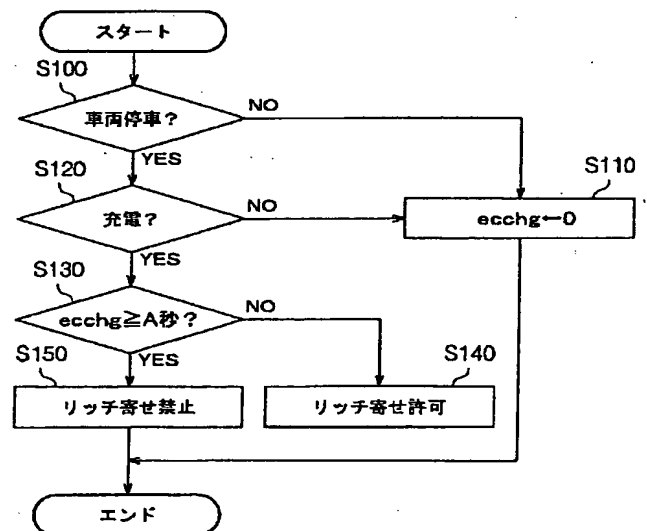 スタート
S100
車両停車?
NO
YES
S110
ecchg←0
S120
充電?
NO
YES
S130
ecchg≧A秒?
NO
YES
S140
リッチ寄せ許可
S150
リッチ寄せ禁止
エンド